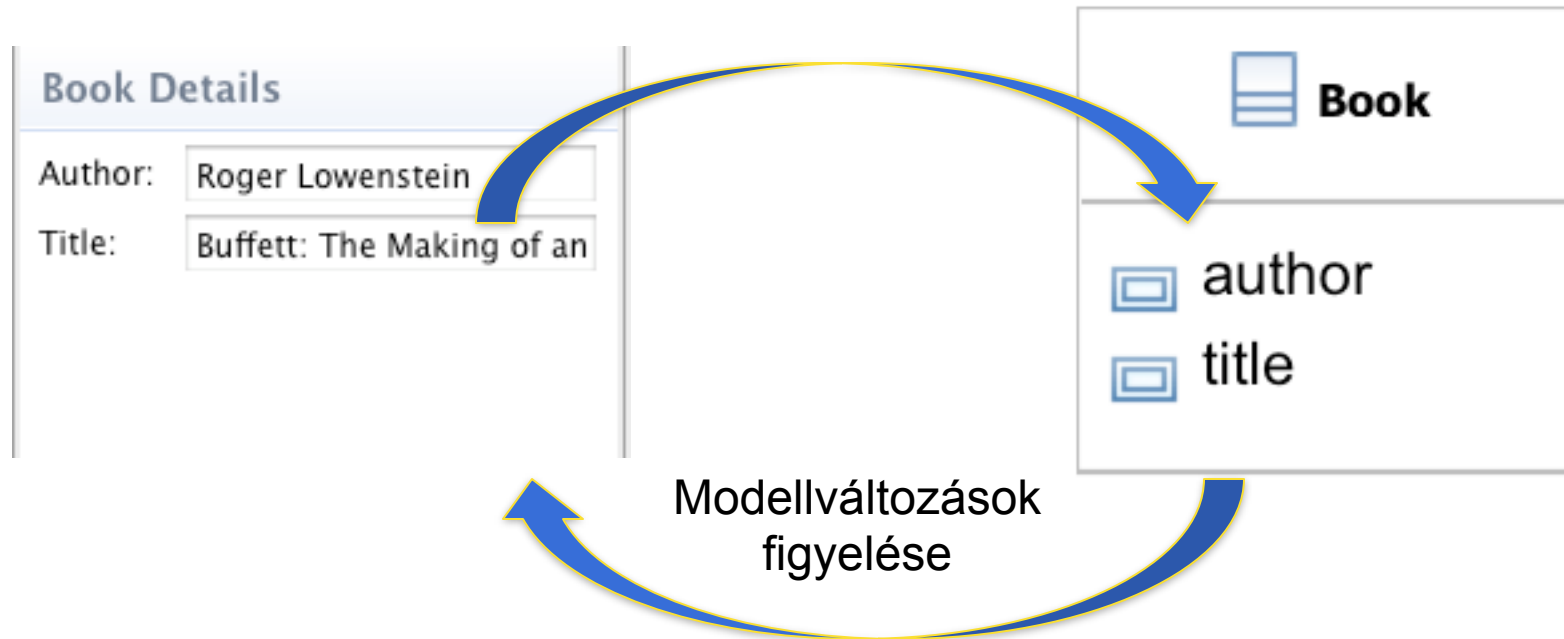 Book Details
Author: Roger Lowenstein
Title: Buffett: The Making of an
Book
author
title
Modellváltozások
figyelése